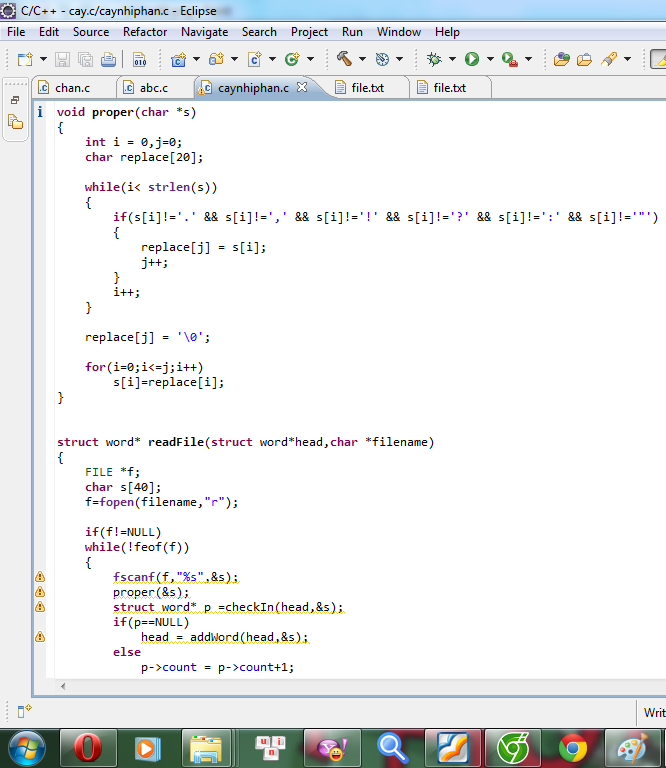 C/C++ - cay.c/caynhiphan.c - Eclipse
File Edit Source Refactor Navigate Search Project Run Window Help
010
chan.c abc.c caynhiphan.c file.txt file.txt
void proper(char *s)
{
int i = 0,j=0;
char replace[20];
while(i< strlen(s))
{
if(s[i]!='.' && s[i]!=',' && s[i]!='!' && s[i]!='?' && s[i]!=':' && s[i]!='"')
{
replace[j] = s[i];
j++;
}
i++;
}
replace[j] = '\0';
for(i=0;i<=j;i++)
s[i]=replace[i];
}
struct word* readFile(struct word*head,char *filename)
{
FILE *f;
char s[40];
f=fopen(filename,"r");
if(f!=NULL)
while(!feof(f))
{
fscanf(f,"%s",&s);
proper(&s);
struct word* p =checkIn(head,&s);
if(p==NULL)
head = addWord(head,&s);
else
p->count = p->count+1;
Writ
u i n